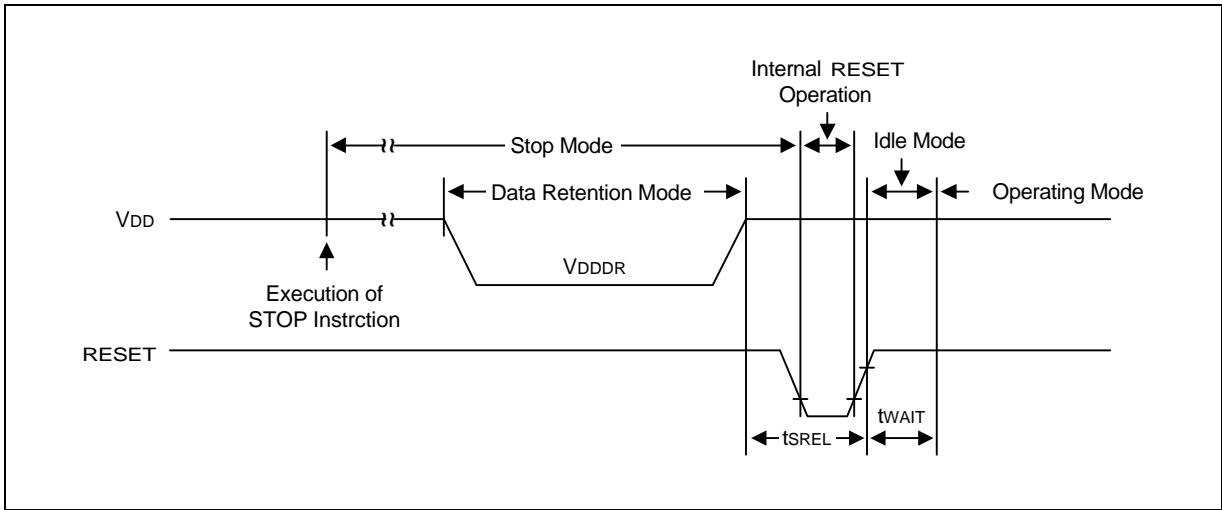 Internal RESET
Operation
Idle Mode
Stop Mode
Data Retention Mode
Operating Mode
VDD
VDDDR
Execution of
STOP Instrction
RESET
tSREL
tWAIT